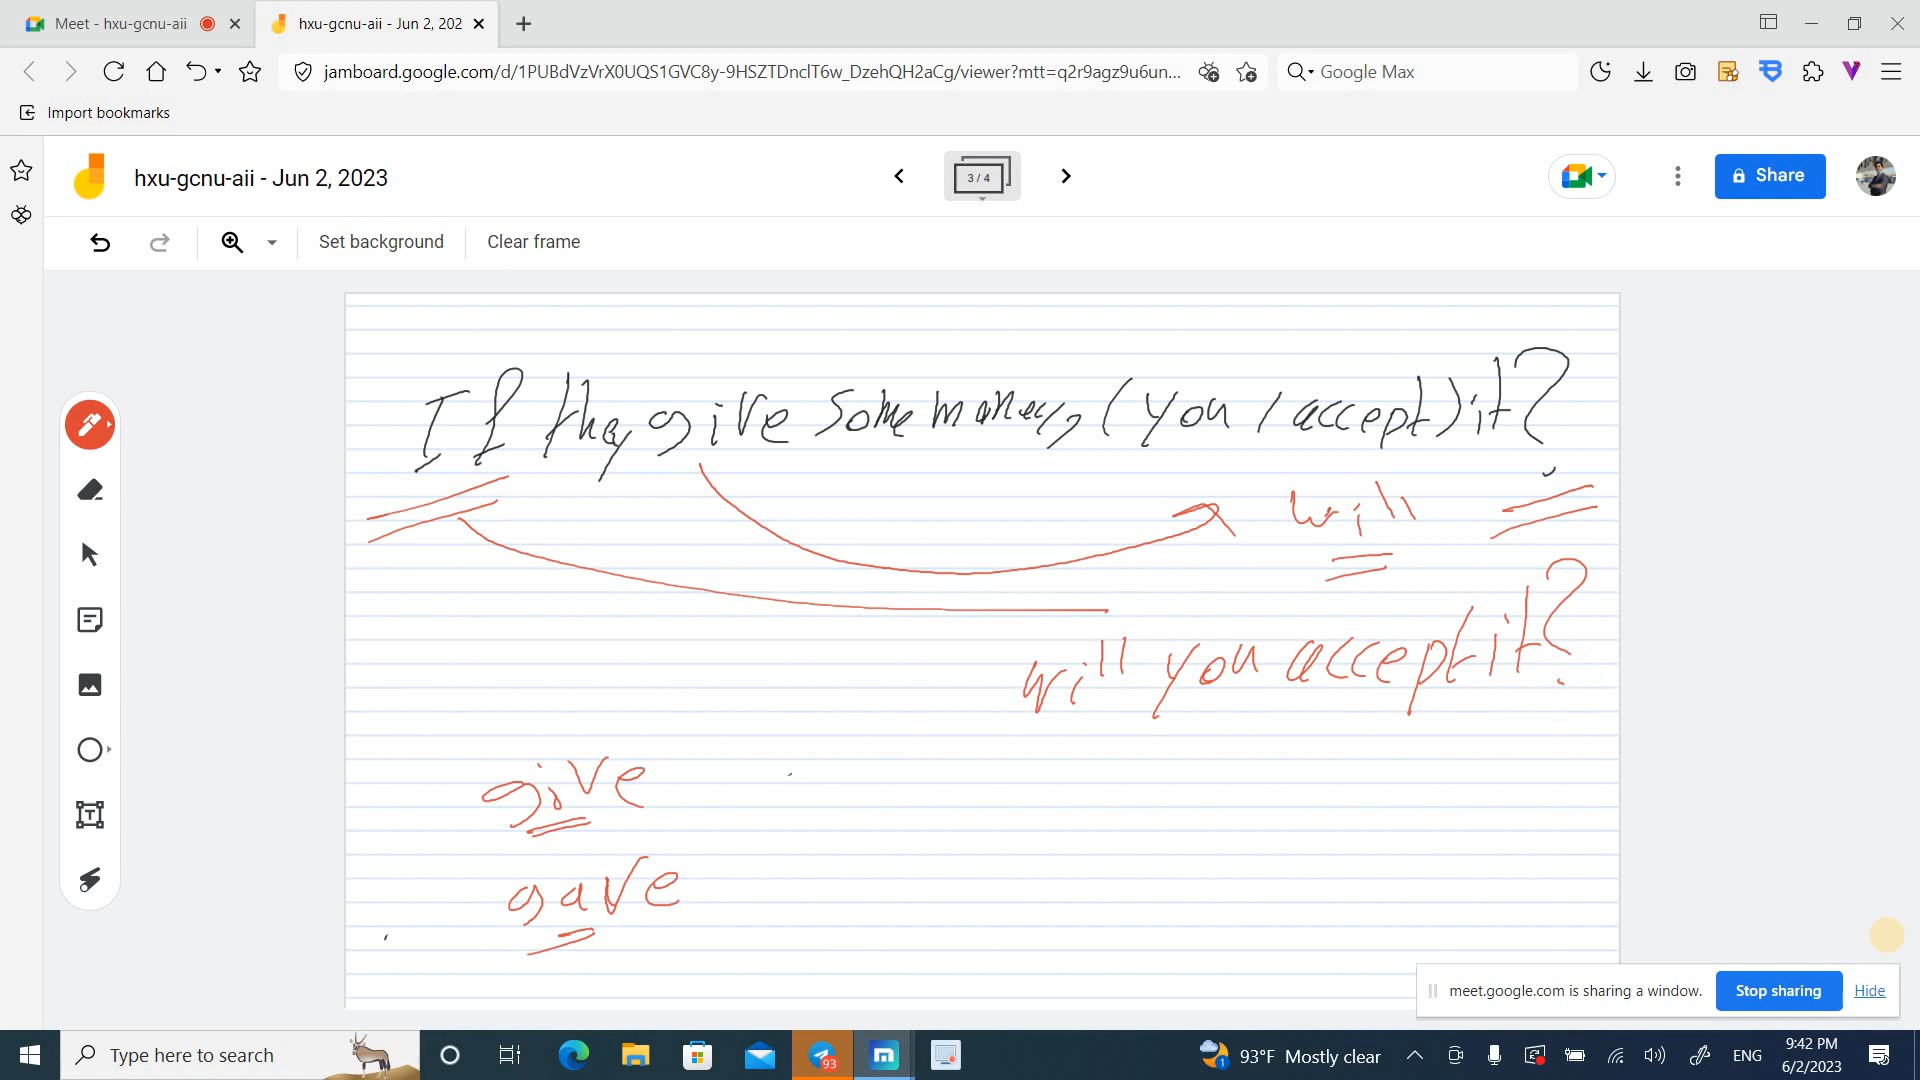 Meet - hxu-gcnu-aii
hxu-gcnu-aii - Jun 2, 202
jamboard.google.com/d/1PUBdVzVrX0UQS1GVC8y-9HSZTDnclT6w_DzehQH2aCg/viewer?mtt=q2r9agz9u6un...
Google Max
Import bookmarks
hxu-gcnu-aii - Jun 2, 2023
3 / 4
Share
Set background
Clear frame
If they give some money, (you / accept) it?
will
will you accept it?
give
gave
meet.google.com is sharing a window.
Stop sharing
Hide
Type here to search
93
1
93°F Mostly clear
ENG
9:42 PM
6/2/2023